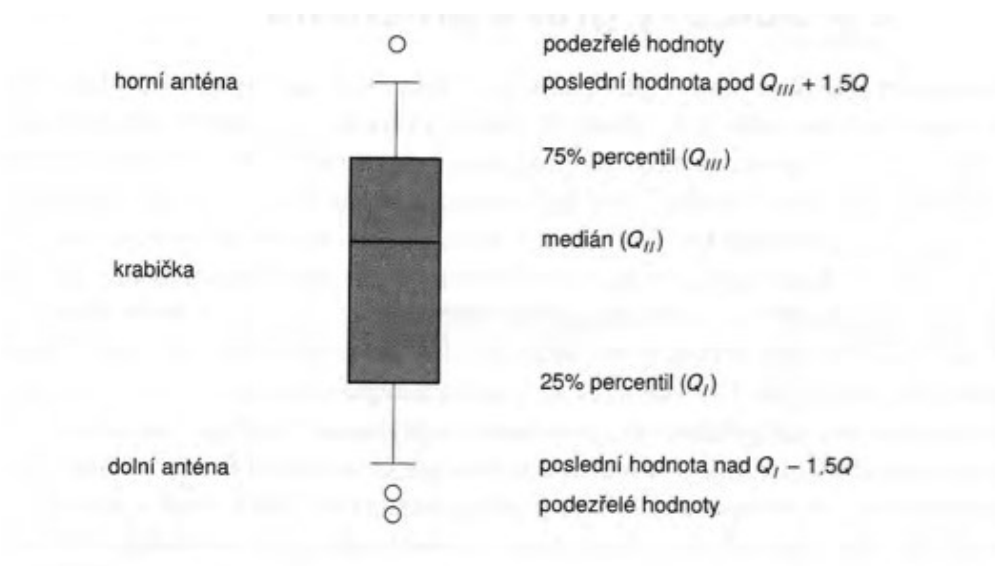 podezřelé hodnoty
horní anténa
poslední hodnota pod Q_III + 1,5Q
75% percentil (Q_III)
medián (Q_II)
krabička
25% percentil (Q_I)
dolní anténa
poslední hodnota nad Q_I – 1,5Q
podezřelé hodnoty